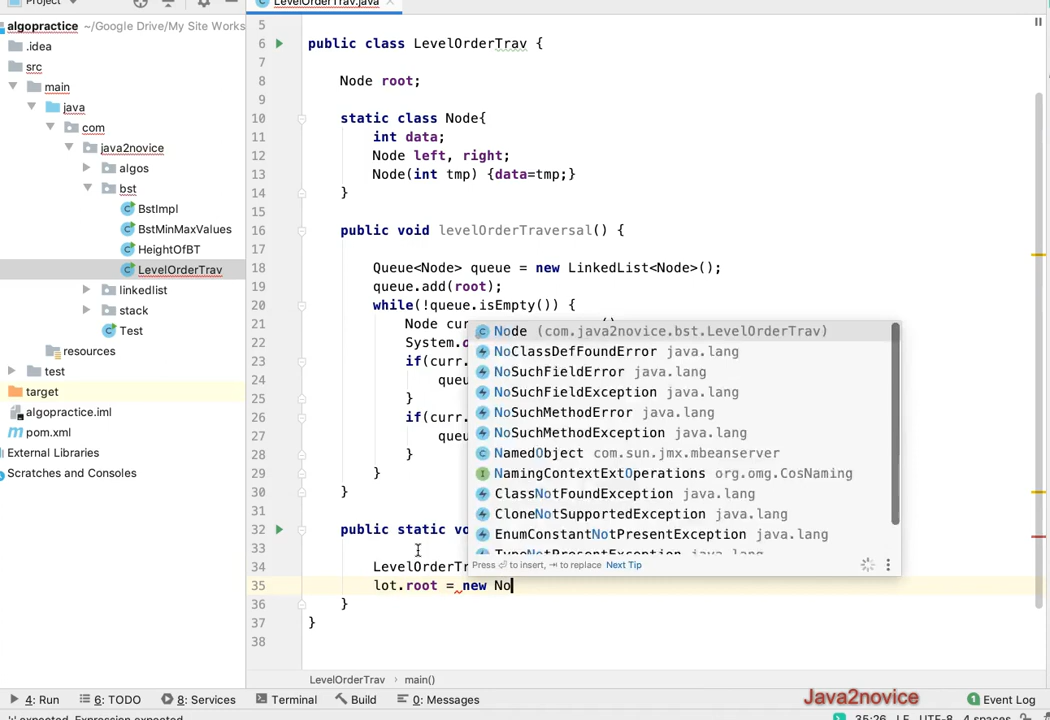 Project
LevelOrderTrav.java
algopractice ~/Google Drive/My Site Works
.idea
src
main
java
com
java2novice
algos
bst
BstImpl
BstMinMaxValues
HeightOfBT
LevelOrderTrav
linkedlist
stack
Test
resources
test
target
algopractice.iml
pom.xml
External Libraries
Scratches and Consoles
5
6 public class LevelOrderTrav {
7
8 Node root;
9
10 static class Node{
11 int data;
12 Node left, right;
13 Node(int tmp) {data=tmp;}
14 }
15
16 public void levelOrderTraversal() {
17
18 Queue<Node> queue = new LinkedList<Node>();
19 queue.add(root);
20 while(!queue.isEmpty()) {
21 Node cur
22 System.o
23 if(curr.
24 queu
25 }
26 if(curr.
27 queu
28 }
29 }
30 }
31
32 public static vo
33
34 LevelOrderTr
35 lot.root = new No
36 }
37 }
38
Node (com.java2novice.bst.LevelOrderTrav)
NoClassDefFoundError java.lang
NoSuchFieldError java.lang
NoSuchFieldException java.lang
NoSuchMethodError java.lang
NoSuchMethodException java.lang
NamedObject com.sun.jmx.mbeanserver
NamingContextExtOperations org.omg.CosNaming
ClassNotFoundException java.lang
CloneNotSupportedException java.lang
EnumConstantNotPresentException java.lang
TypeNotPresentException java.lang
Press ⏎ to insert, ⇥ to replace Next Tip
LevelOrderTrav main()
4: Run 6: TODO 8: Services Terminal Build 0: Messages
Java2novice
1 Event Log
';' expected. Expression expected.
35:26 LF UTF-8 4 spaces